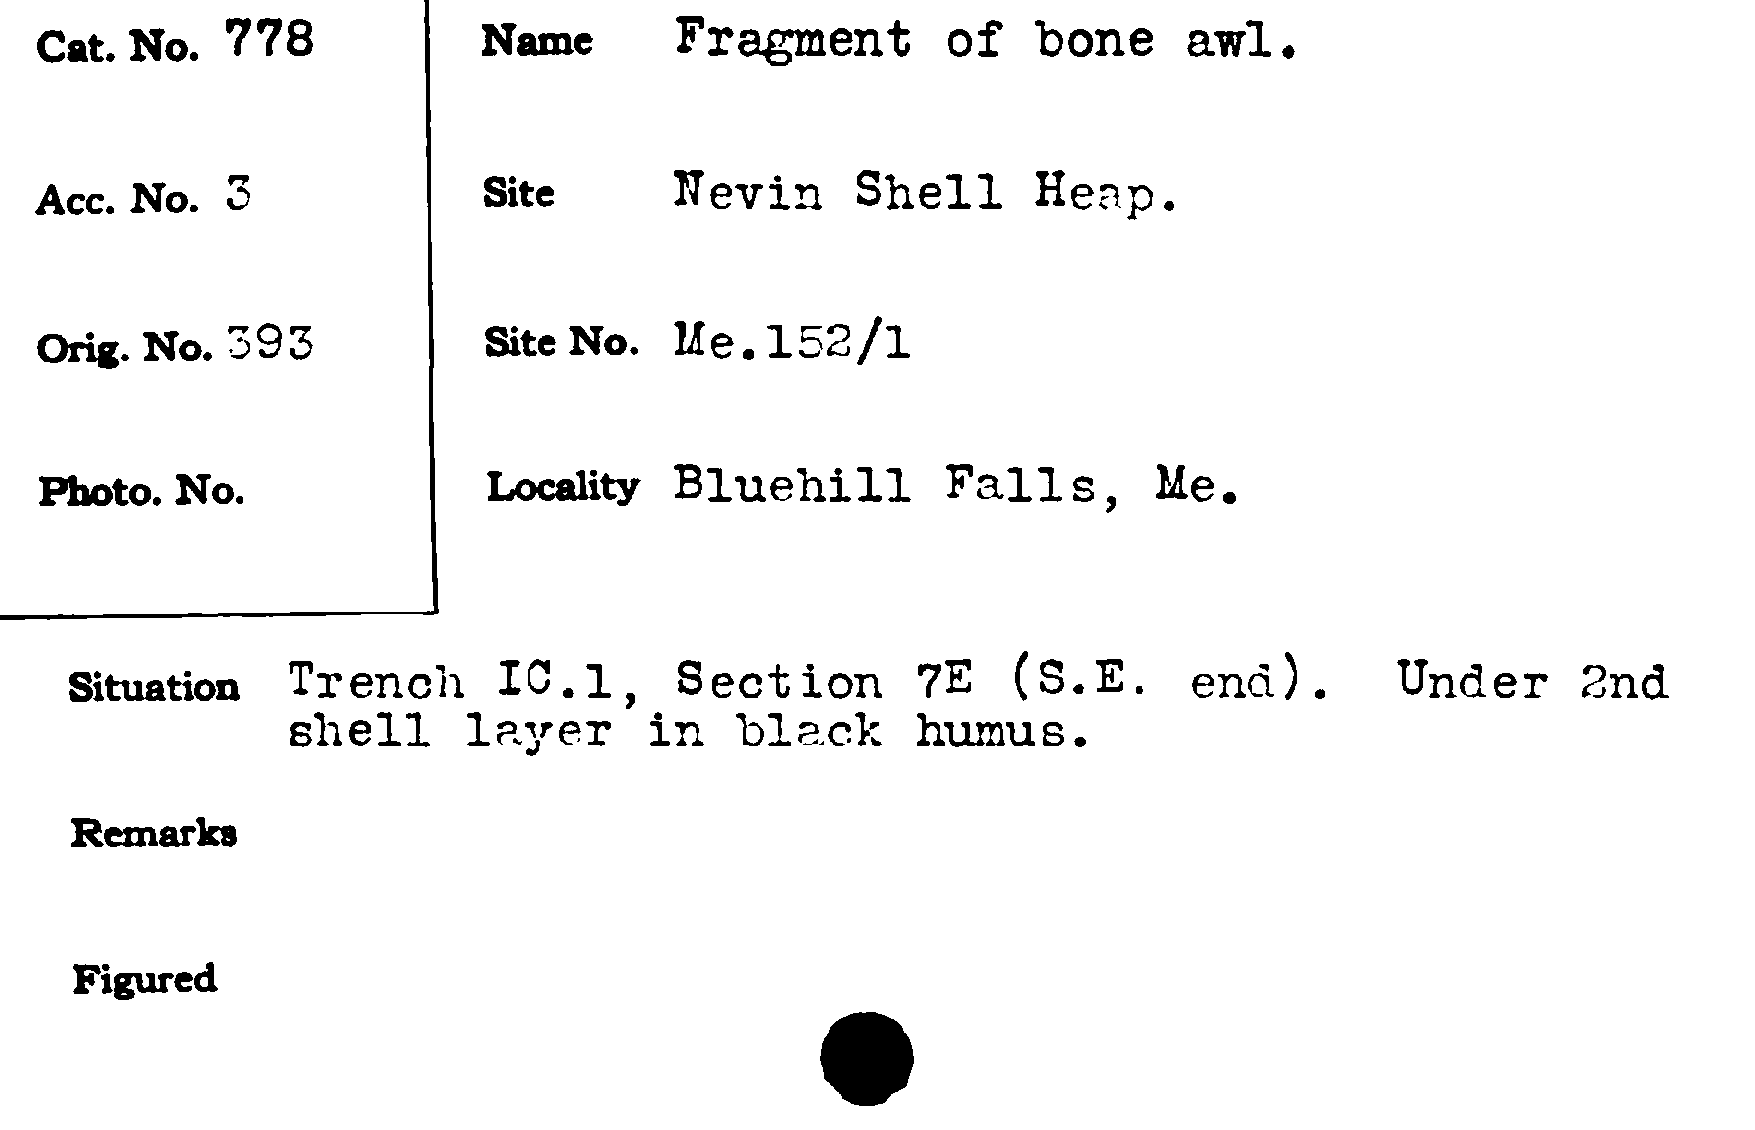 Cat. No. 778
Name Fragment of bone awl.
Acc. No. 3
Site Nevin Shell Heap.
Orig. No. 393
Site No. Me.152/1
Photo. No.
Locality Bluehill Falls, Me.
Situation Trench IC.1, Section 7E (S.E. end). Under 2nd
shell layer in black humus.
Remarks
Figured